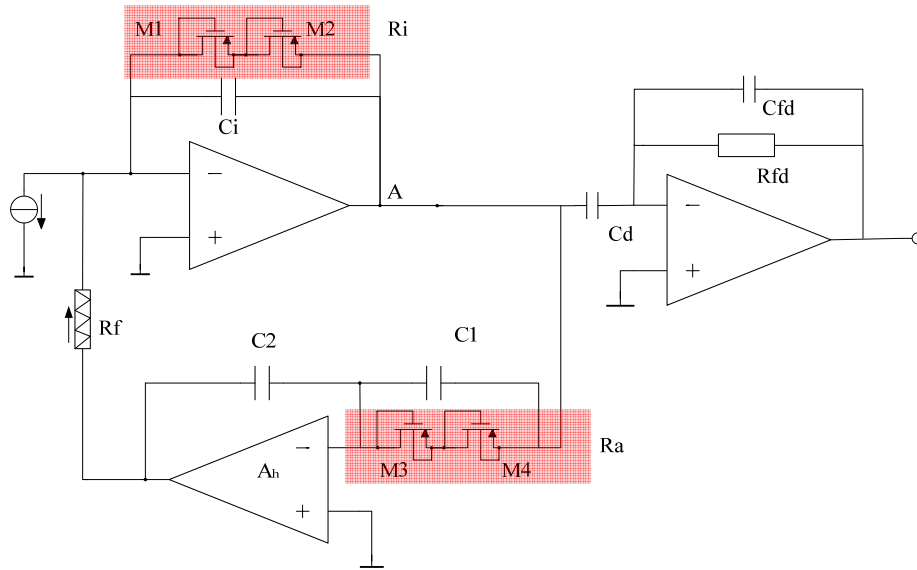 M1 M2 Ri
Ci
Cfd
Rfd
A
Cd
Rf
C2 C1
M3 M4 Ra
Ah